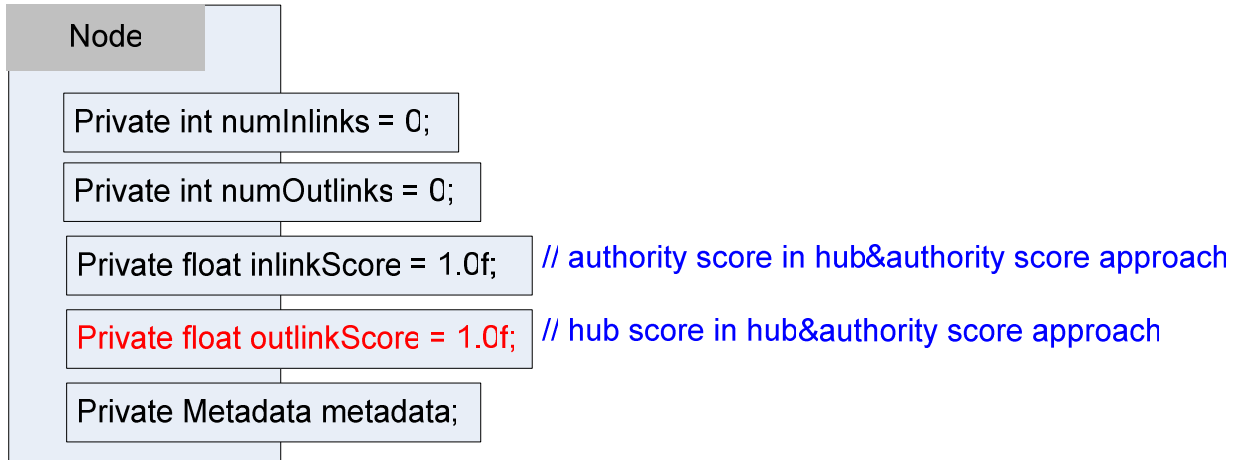 Node
Private int numInlinks = 0;
Private int numOutlinks = 0;
Private float inlinkScore = 1.0f; // authority score in hub&authority score approach
Private float outlinkScore = 1.0f; // hub score in hub&authority score approach
Private Metadata metadata;